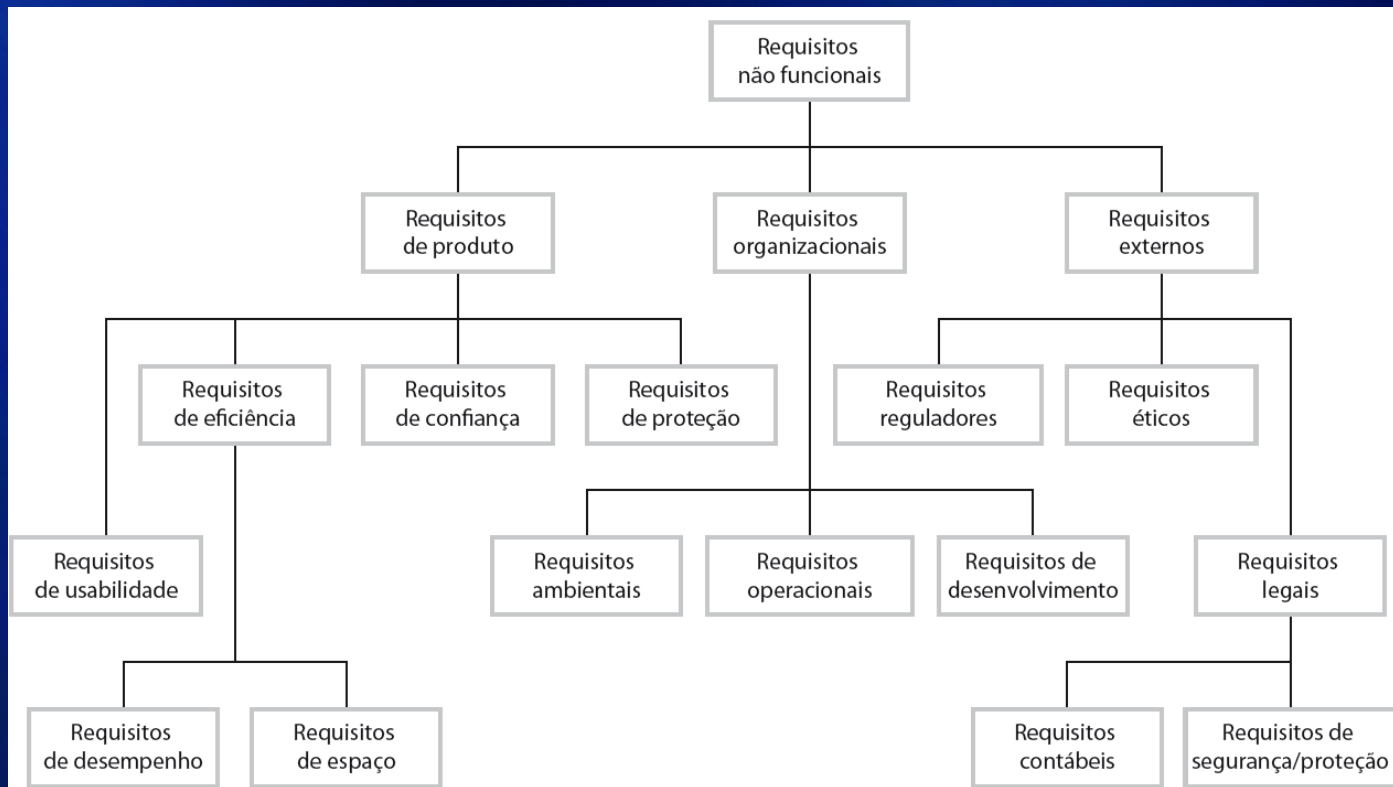 Requisitos
não funcionais
Requisitos
de produto
Requisitos
organizacionais
Requisitos
externos
Requisitos
de eficiência
Requisitos
de confiança
Requisitos
de proteção
Requisitos
reguladores
Requisitos
éticos
Requisitos
de usabilidade
Requisitos
ambientais
Requisitos
operacionais
Requisitos de
desenvolvimento
Requisitos
legais
Requisitos
de desempenho
Requisitos
de espaço
Requisitos
contábeis
Requisitos de
segurança/proteção